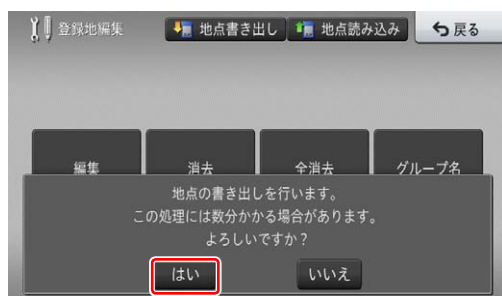 登録地編集
地点書き出し
地点読み込み
戻る
編集
消去
全消去
グループ名
地点の書き出しを行います。
この処理には数分かかる場合があります。
よろしいですか？
はい
いいえ